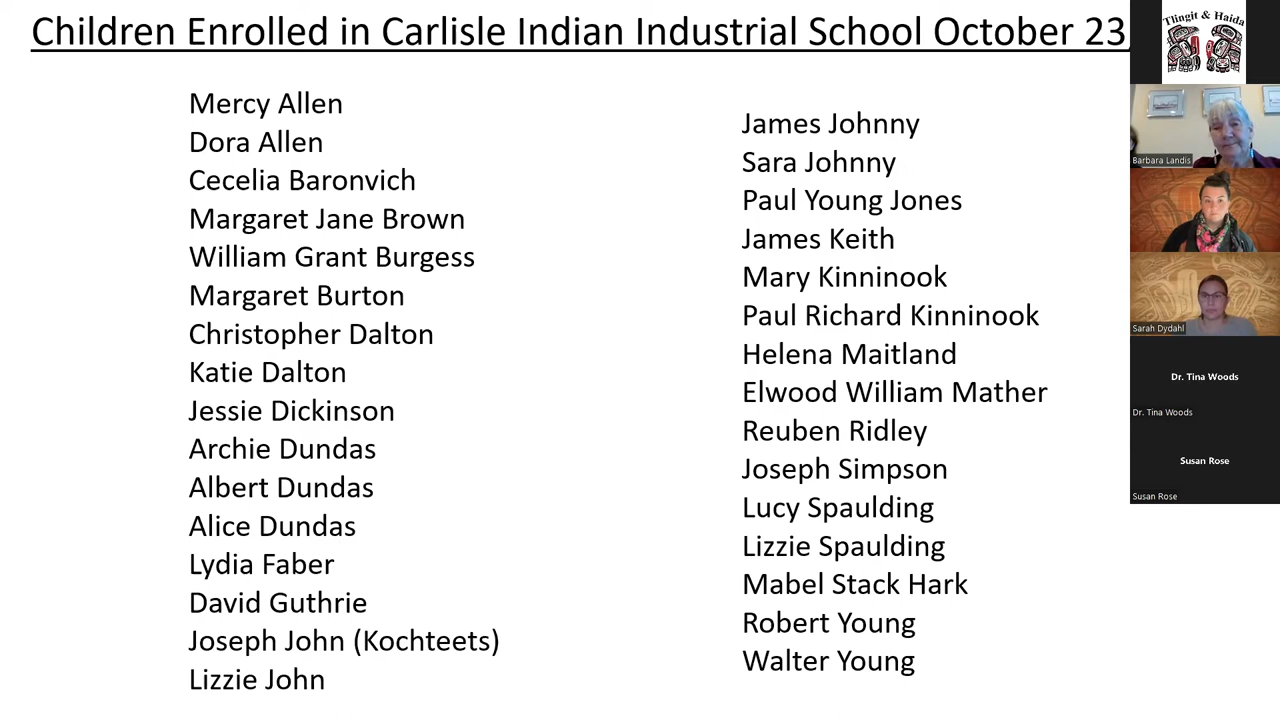 Children Enrolled in Carlisle Indian Industrial School October 23,
Mercy Allen
Dora Allen
Cecelia Baronvich
Margaret Jane Brown
William Grant Burgess
Margaret Burton
Christopher Dalton
Katie Dalton
Jessie Dickinson
Archie Dundas
Albert Dundas
Alice Dundas
Lydia Faber
David Guthrie
Joseph John (Kochteets)
Lizzie John
James Johnny
Sara Johnny
Paul Young Jones
James Keith
Mary Kinninook
Paul Richard Kinninook
Helena Maitland
Elwood William Mather
Reuben Ridley
Joseph Simpson
Lucy Spaulding
Lizzie Spaulding
Mabel Stack Hark
Robert Young
Walter Young
Tlingit & Haida
Barbara Landis
Sarah Dydahl
Dr. Tina Woods
Dr. Tina Woods
Susan Rose
Susan Rose